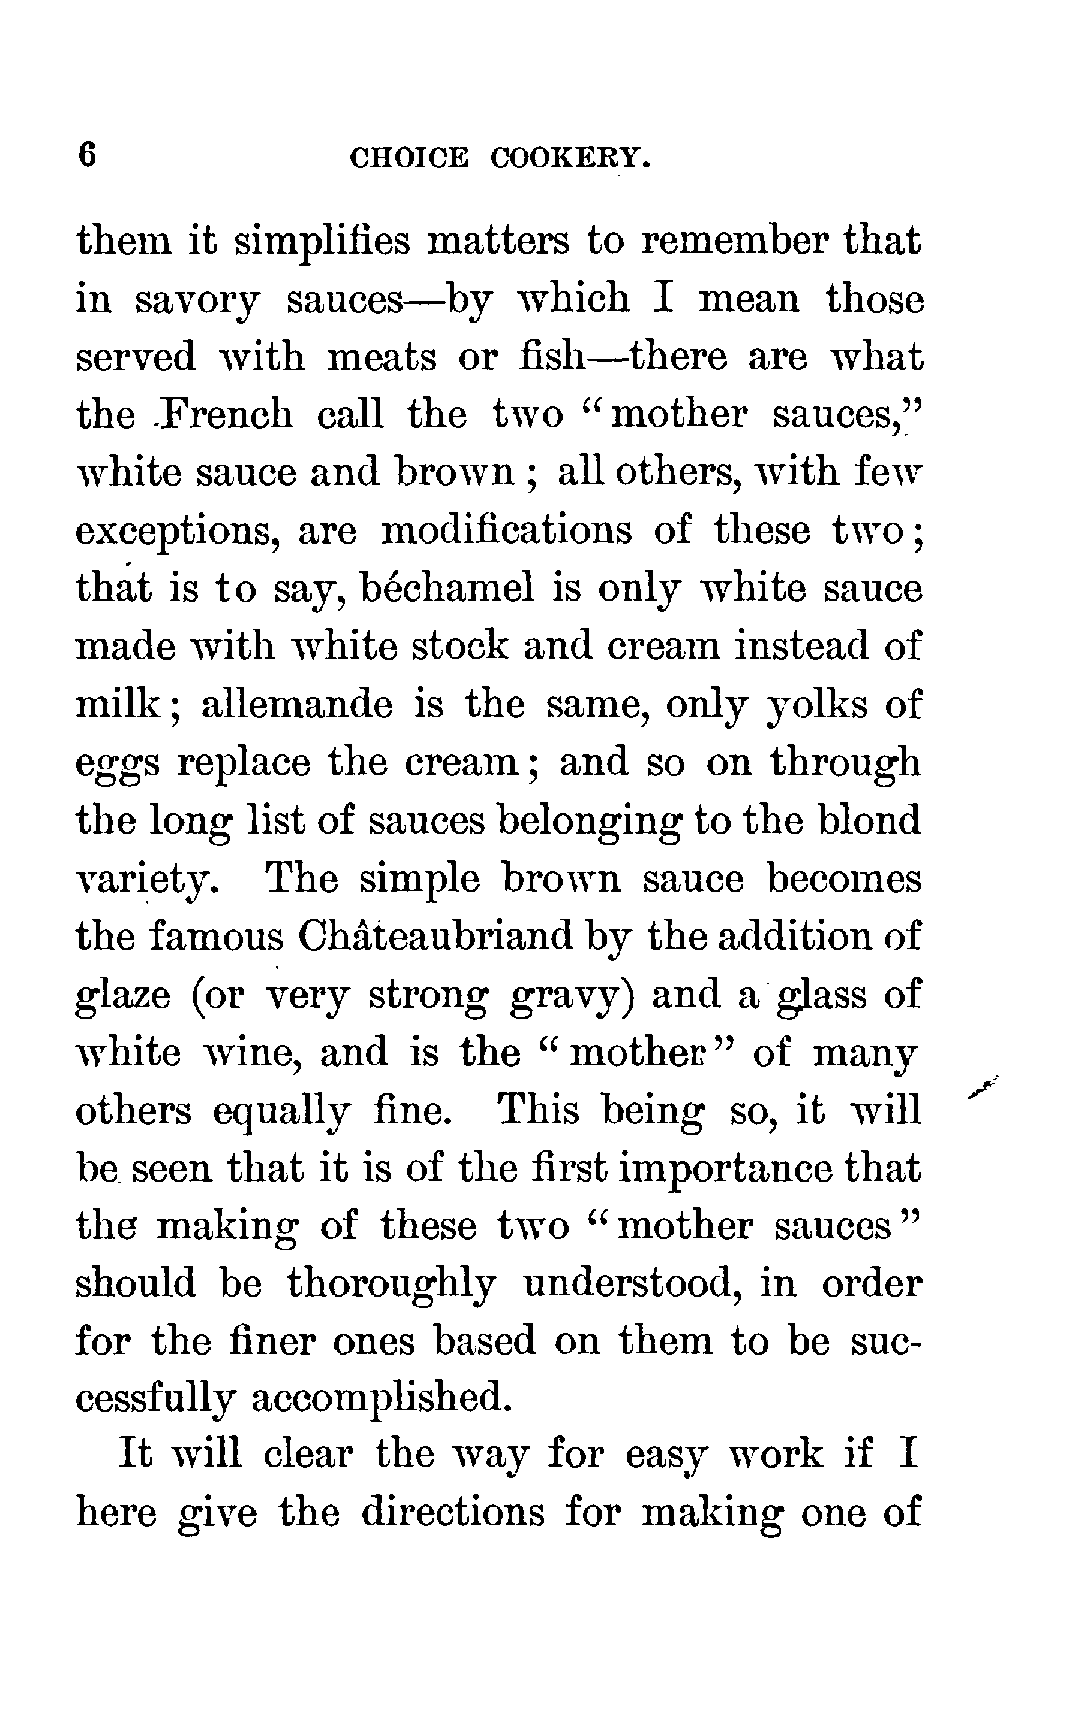 6 CHOICE COOKERY.
them it simplifies matters to remember that
in savory sauces—by which I mean those
served with meats or fish—there are what
the French call the two “mother sauces,”
white sauce and brown; all others, with few
exceptions, are modifications of these two;
that is to say, béchamel is only white sauce
made with white stock and cream instead of
milk; allemande is the same, only yolks of
eggs replace the cream; and so on through
the long list of sauces belonging to the blond
variety. The simple brown sauce becomes
the famous Châteaubriand by the addition of
glaze (or very strong gravy) and a glass of
white wine, and is the “mother” of many
others equally fine. This being so, it will
be seen that it is of the first importance that
the making of these two “mother sauces”
should be thoroughly understood, in order
for the finer ones based on them to be suc-
cessfully accomplished.
It will clear the way for easy work if I
here give the directions for making one of